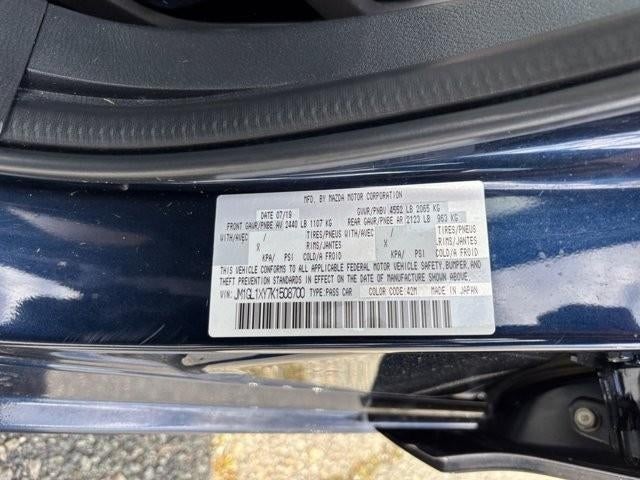 MFD. BY MAZDA MOTOR CORPORATION
DATE 07/19 GVWR/PNBV 4552 LB 2065 KG
FRONT GAWR/PNBE AV 2440 LB 1107 KG REAR GAWR/PNBE AR 2123 LB 963 KG
WITH/AVEC / TIRES/PNEUS WITH/AVEC / TIRES/PNEUS
X RIMS/JANTES X RIMS/JANTES
KPA/ PSI COLD/A FROID KPA/ PSI COLD/A FROID
THIS VEHICLE CONFORMS TO ALL APPLICABLE FEDERAL MOTOR VEHICLE SAFETY, BUMPER, AND
THEFT PREVENTION STANDARDS IN EFFECT ON THE DATE OF MANUFACTURE SHOWN ABOVE.
VIN: JM1GL1XY7K1508700 TYPE: PASS CAR COLOR CODE: 42M MADE IN JAPAN